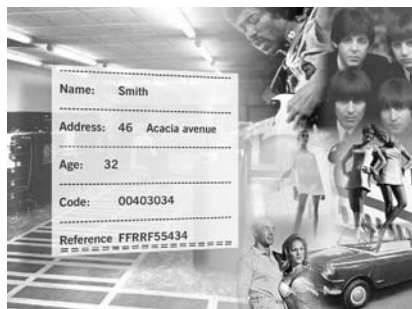 Name: Smith
Address: 46 Acacia avenue
Age: 32
Code: 00403034
Reference FFRRF55434